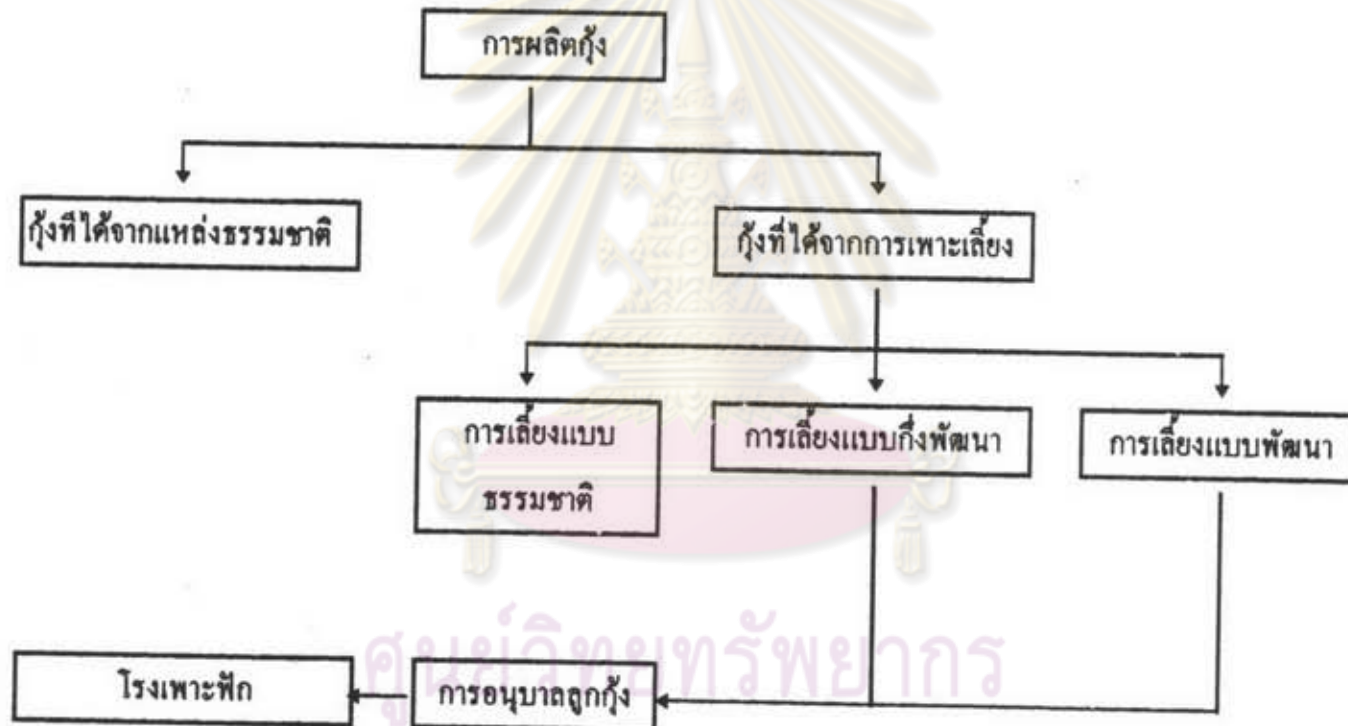 การผลิตกุ้ง
กุ้งที่ได้จากแหล่งธรรมชาติ
กุ้งที่ได้จากการเพาะเลี้ยง
การเลี้ยงแบบ
ธรรมชาติ
การเลี้ยงแบบกึ่งพัฒนา
การเลี้ยงแบบพัฒนา
ศูนย์วิทยทรัพยากร
โรงเพาะฟัก
การอนุบาลลูกกุ้ง